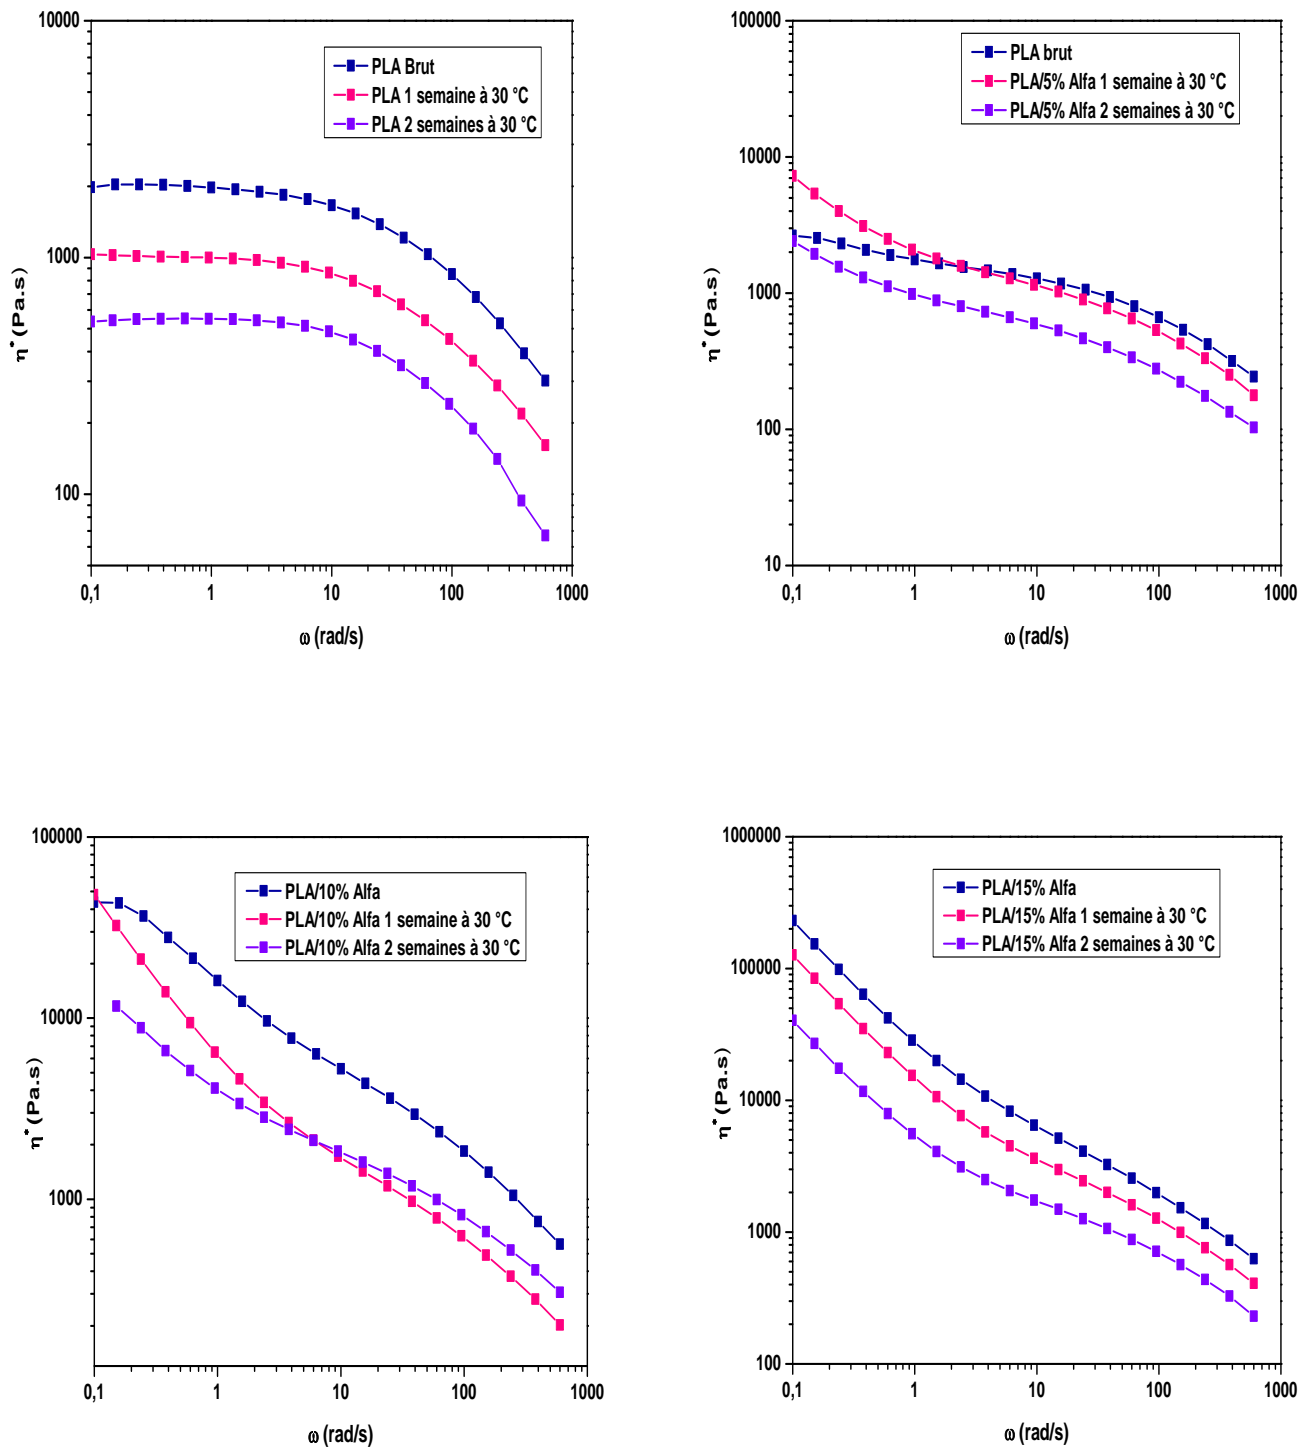 10000
1000
100
η* (Pa.s)
PLA Brut
PLA 1 semaine à 30 °C
PLA 2 semaines à 30 °C
0,1 1 10 100 1000
ω (rad/s)
100000
10000
1000
100
10
η* (Pa.s)
PLA brut
PLA/5% Alfa 1 semaine à 30 °C
PLA/5% Alfa 2 semaines à 30 °C
0,1 1 10 100 1000
ω (rad/s)
100000
10000
1000
η* (Pa.s)
PLA/10% Alfa
PLA/10% Alfa 1 semaine à 30 °C
PLA/10% Alfa 2 semaines à 30 °C
0,1 1 10 100 1000
ω (rad/s)
1000000
100000
10000
1000
100
η* (Pa.s)
PLA/15% Alfa
PLA/15% Alfa 1 semaine à 30 °C
PLA/15% Alfa 2 semaines à 30 °C
0,1 1 10 100 1000
ω (rad/s)